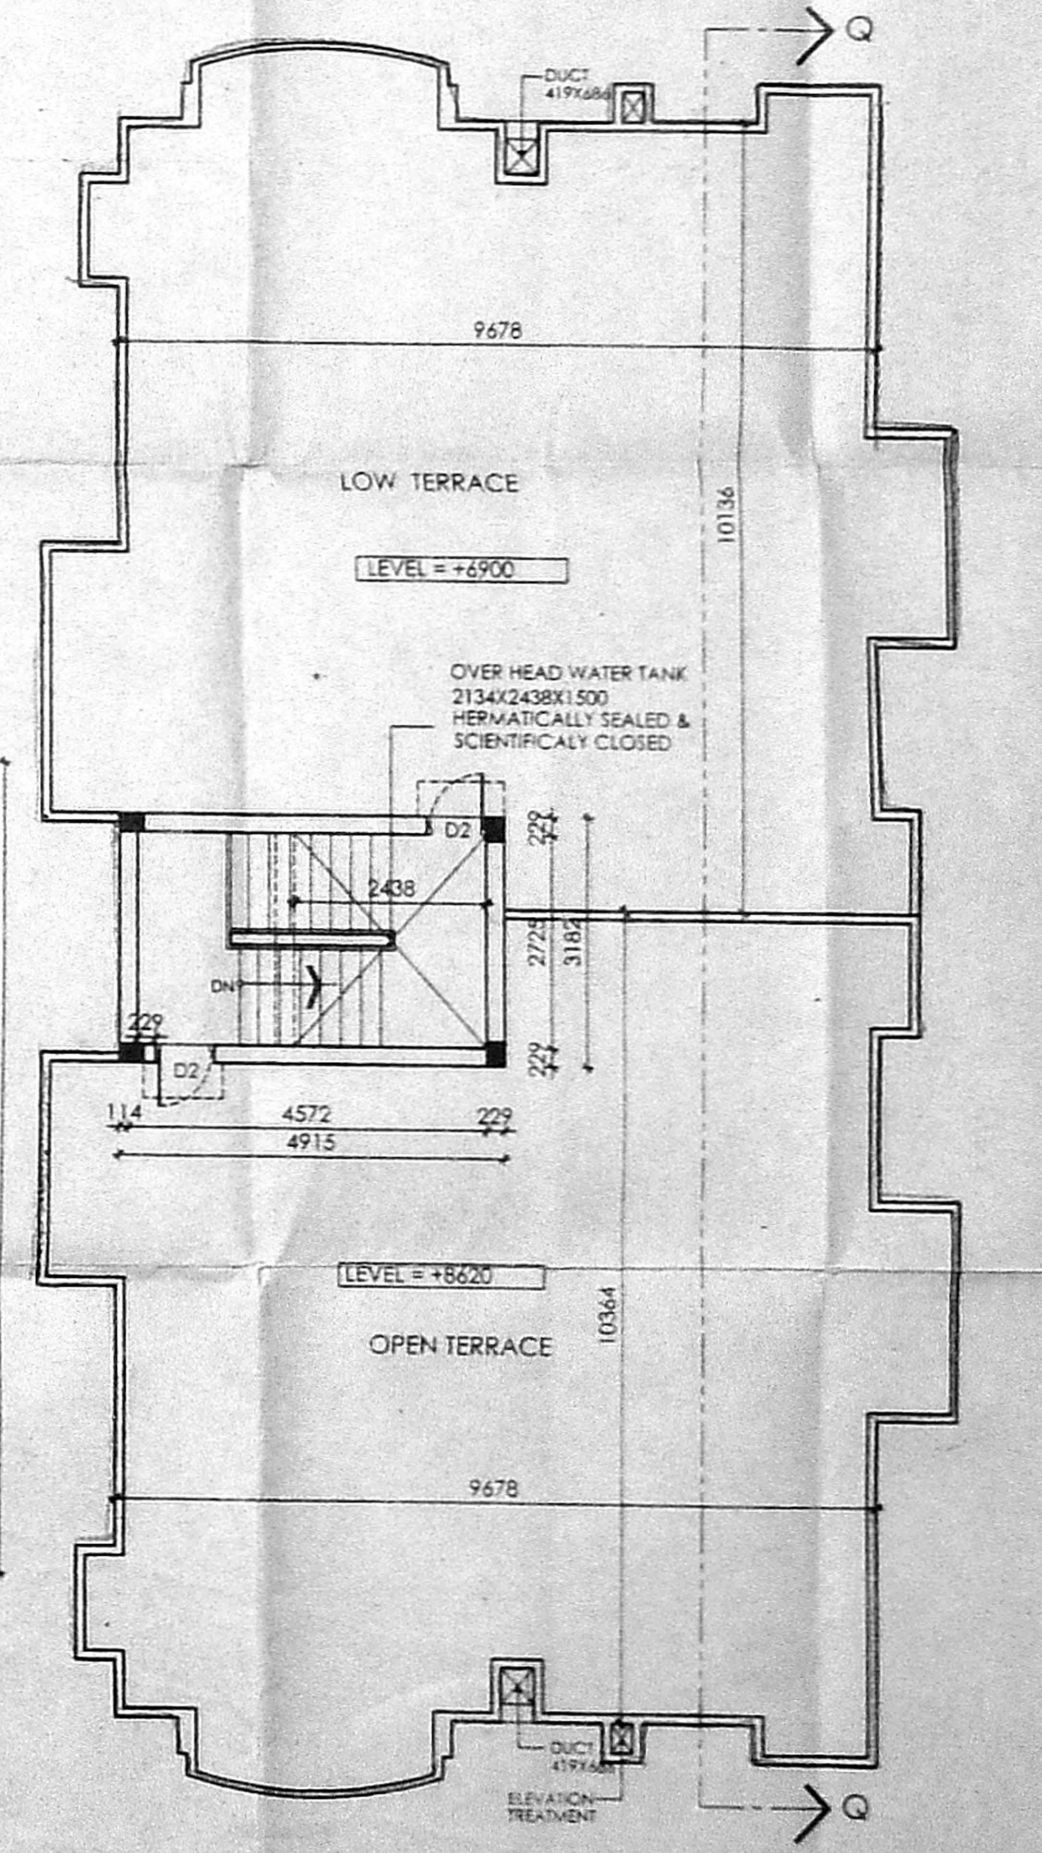 Q
DUCT
419X686
9678
LOW TERRACE
10136
LEVEL = +6900
OVER HEAD WATER TANK
2134X2438X1500
HERMATICALLY SEALED &
SCIENTIFICALY CLOSED
D2
229
2438
2725
3182
DN
229
229
D2
114
4572
229
4915
LEVEL = +8620
10364
OPEN TERRACE
9678
DUCT
ELEVATION
TREATMENT
Q